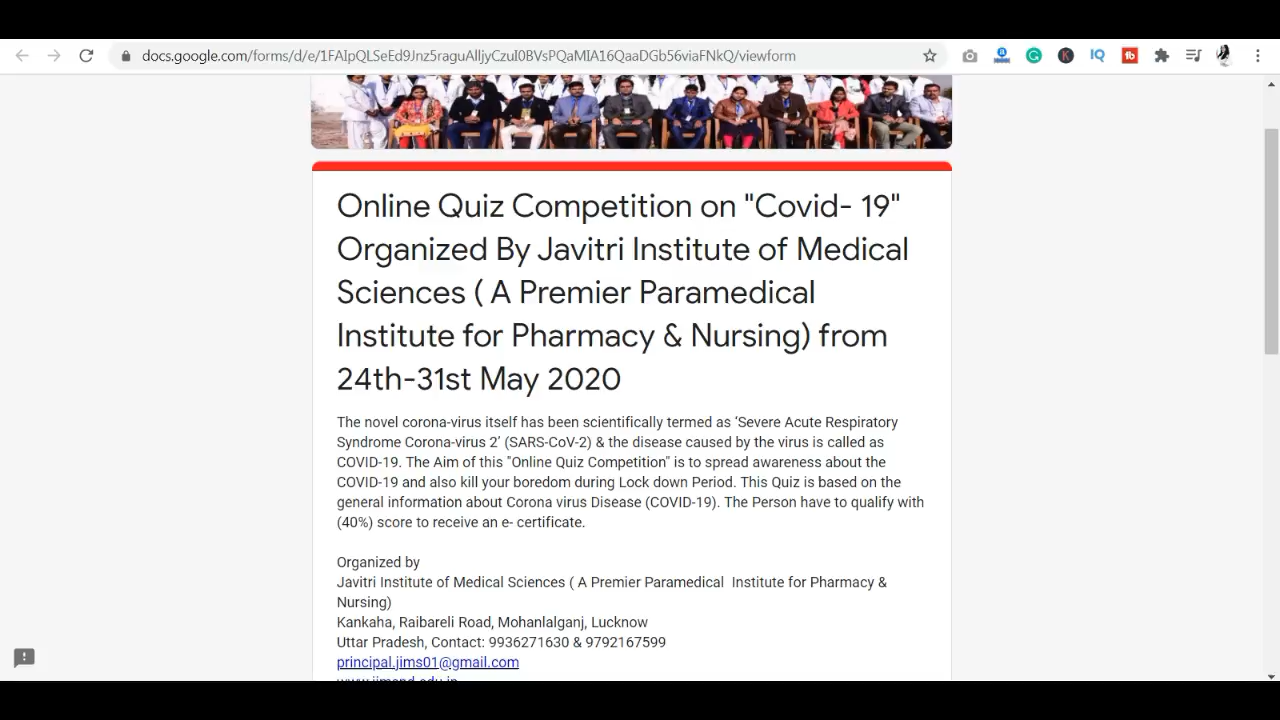 docs.google.com/forms/d/e/1FAIpQLSeEd9Jnz5raguAlljyCzuI0BVsPQaMIA16QaaDGb56viaFNkQ/viewform
Online Quiz Competition on "Covid- 19"
Organized By Javitri Institute of Medical
Sciences ( A Premier Paramedical
Institute for Pharmacy & Nursing) from
24th-31st May 2020
The novel corona-virus itself has been scientifically termed as ‘Severe Acute Respiratory
Syndrome Corona-virus 2’ (SARS-CoV-2) & the disease caused by the virus is called as
COVID-19. The Aim of this "Online Quiz Competition" is to spread awareness about the
COVID-19 and also kill your boredom during Lock down Period. This Quiz is based on the
general information about Corona virus Disease (COVID-19). The Person have to qualify with
(40%) score to receive an e- certificate.
Organized by
Javitri Institute of Medical Sciences ( A Premier Paramedical  Institute for Pharmacy &
Nursing)
Kankaha, Raibareli Road, Mohanlalganj, Lucknow
Uttar Pradesh, Contact: 9936271630 & 9792167599
principal.jims01@gmail.com